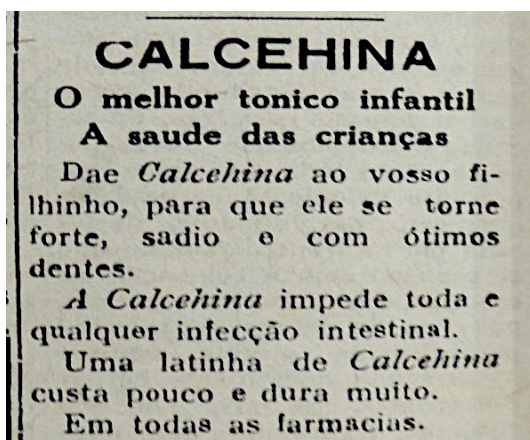 CALCEHINA
O melhor tonico infantil
A saude das crianças
Dae Calcehina ao vosso fi-
lhinho, para que ele se torne
forte, sadio e com ótimos
dentes.
A Calcehina impede toda e
qualquer infecção intestinal.
Uma latinha de Calcehina
custa pouco e dura muito.
Em todas as farmacias.